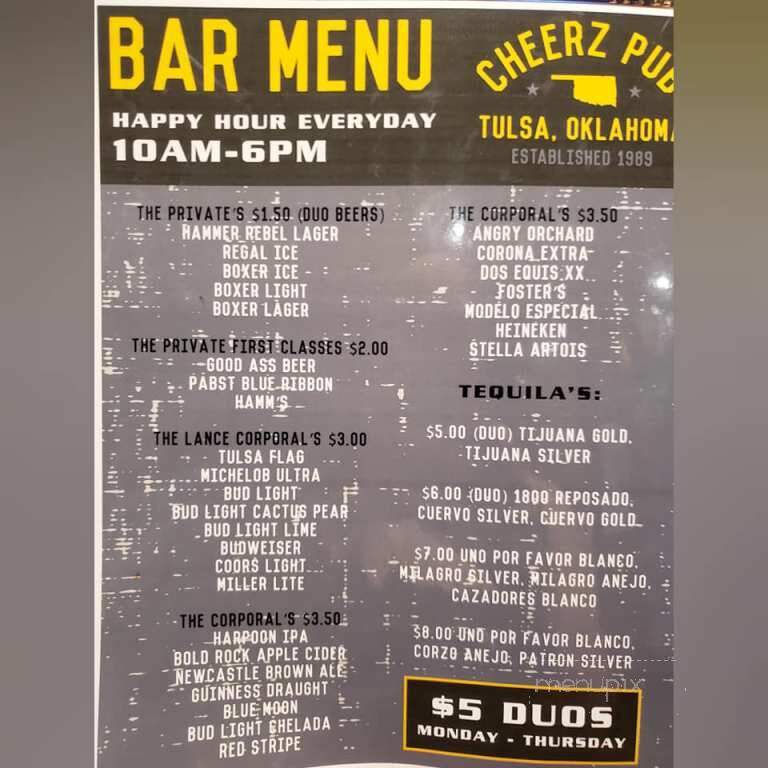 BAR MENU
HAPPY HOUR EVERYDAY
10AM-6PM
CHEERZ PUB
TULSA, OKLAHOMA
ESTABLISHED 1989
THE PRIVATE'S $1.50 (DUO BEERS)
HAMMER REBEL LAGER
REGAL ICE
BOXER ICE
BOXER LIGHT
BOXER LAGER
THE PRIVATE FIRST CLASSES $2.00
GOOD ASS BEER
PABST BLUE RIBBON
HAMM'S
THE LANCE CORPORAL'S $3.00
TULSA FLAG
MICHELOB ULTRA
BUD LIGHT
BUD LIGHT CACTUS PEAR
BUD LIGHT LIME
BUDWEISER
COORS LIGHT
MILLER LITE
THE CORPORAL'S $3.50
HARPOON IPA
BOLD ROCK APPLE CIDER
NEWCASTLE BROWN ALE
GUINNESS DRAUGHT
BLUE MOON
BUD LIGHT CHELADA
RED STRIPE
THE CORPORAL'S $3.50
ANGRY ORCHARD
CORONA EXTRA
DOS EQUIS XX
FOSTER'S
MODELO ESPECIAL
HEINEKEN
STELLA ARTOIS
TEQUILA'S:
$5.00 (DUO) TIJUANA GOLD,
TIJUANA SILVER
$6.00 (DUO) 1800 REPOSADO,
CUERVO SILVER, CUERVO GOLD
$7.00 UNO POR FAVOR BLANCO,
MILAGRO SILVER, MILAGRO ANEJO,
CAZADORES BLANCO
$8.00 UNO POR FAVOR BLANCO,
CORZO ANEJO, PATRON SILVER
menupix
$5 DUOS
MONDAY - THURSDAY